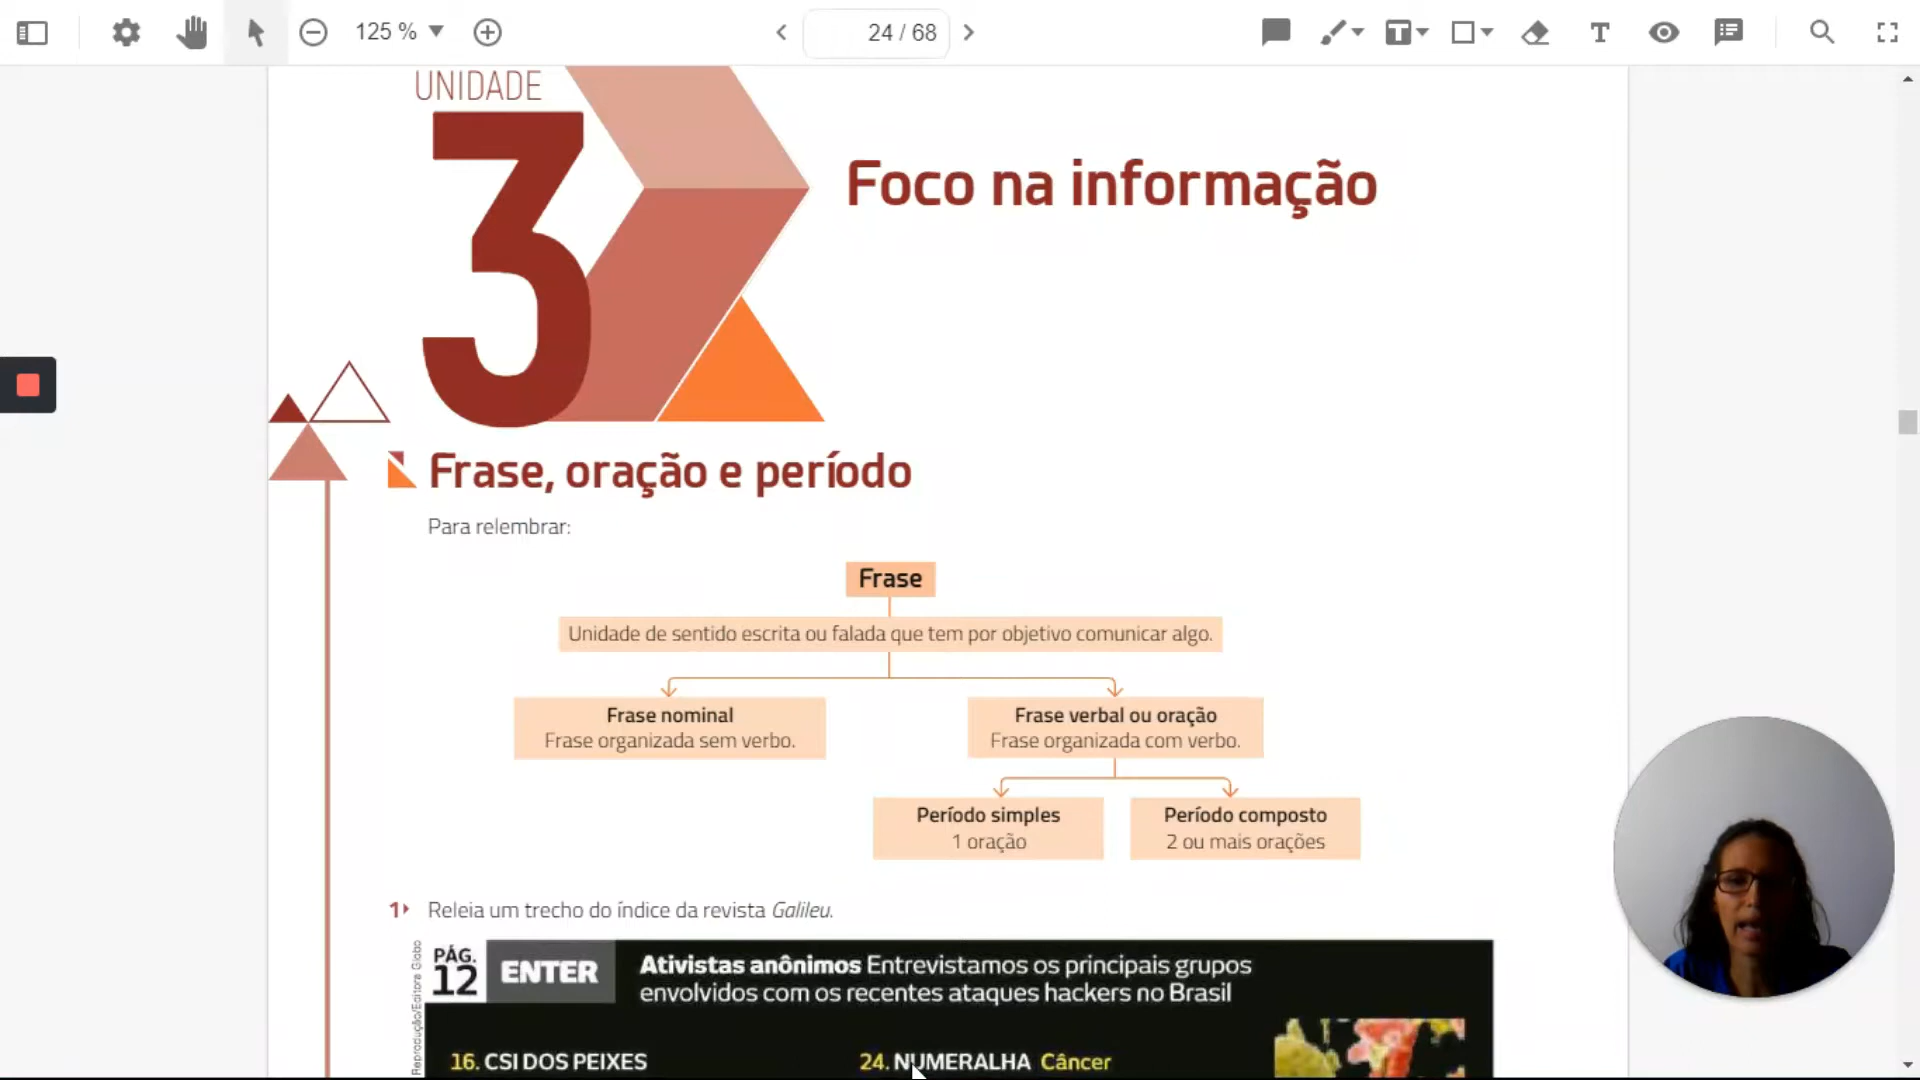 125 %
24 / 68
UNIDADE
3
Foco na informação
Frase, oração e período
Para relembrar:
Frase
Unidade de sentido escrita ou falada que tem por objetivo comunicar algo.
Frase nominal
Frase organizada sem verbo.
Frase verbal ou oração
Frase organizada com verbo.
Período simples
1 oração
Período composto
2 ou mais orações
1 Releia um trecho do índice da revista Galileu.
Reprodução/Editora Globo
PÁG.
12
ENTER
Ativistas anônimos Entrevistamos os principais grupos
envolvidos com os recentes ataques hackers no Brasil
16. CSI DOS PEIXES
24. NUMERALHA Câncer